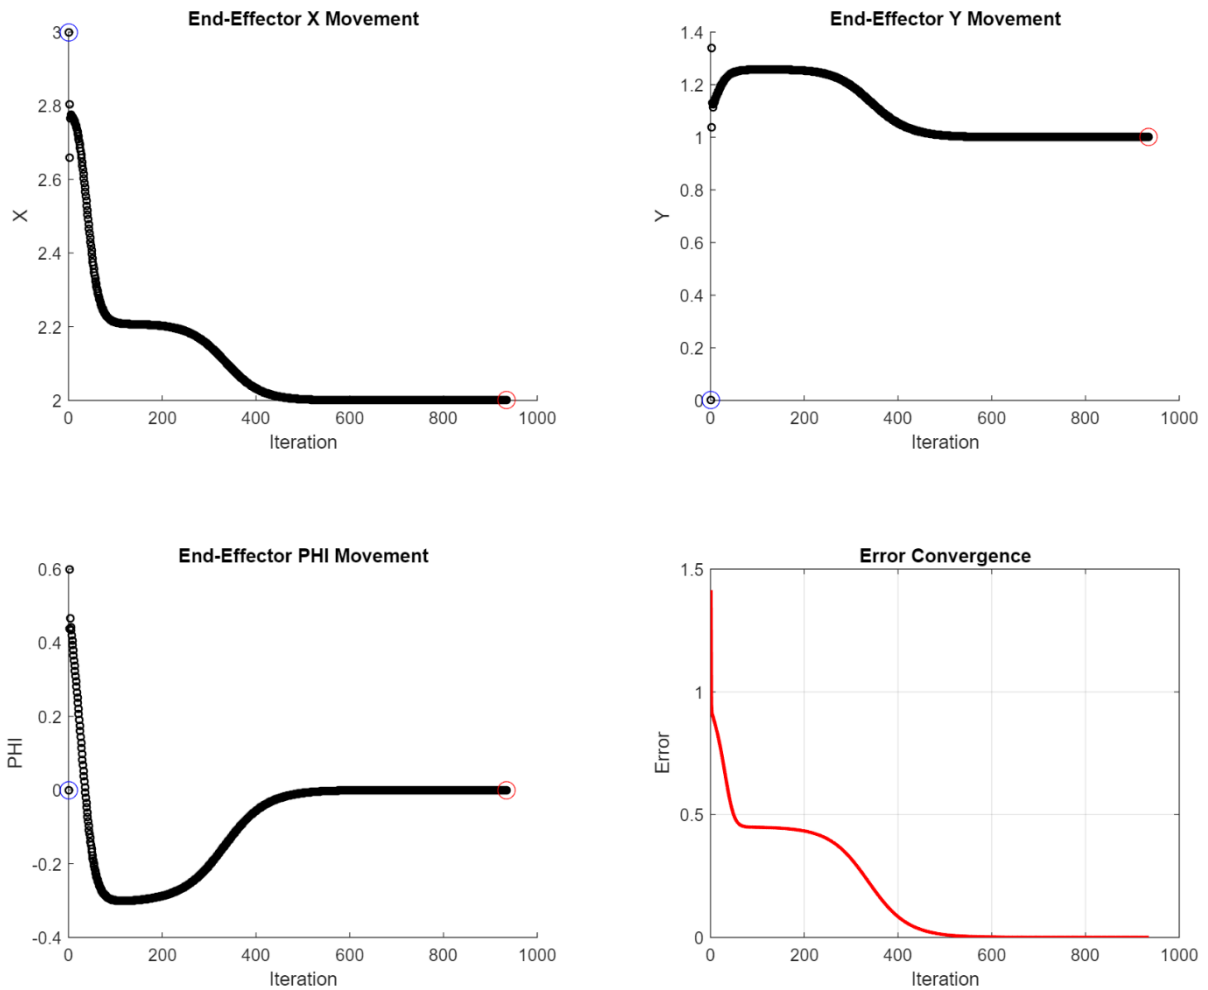 End-Effector X Movement
3
2.8
2.6
2.4
2.2
2
X
0 200 400 600 800 1000
Iteration
End-Effector Y Movement
1.4
1.2
1
0.8
0.6
0.4
0.2
0
Y
0 200 400 600 800 1000
Iteration
End-Effector PHI Movement
0.6
0.4
0.2
0
-0.2
-0.4
PHI
0 200 400 600 800 1000
Iteration
Error Convergence
1.5
1
0.5
0
Error
0 200 400 600 800 1000
Iteration